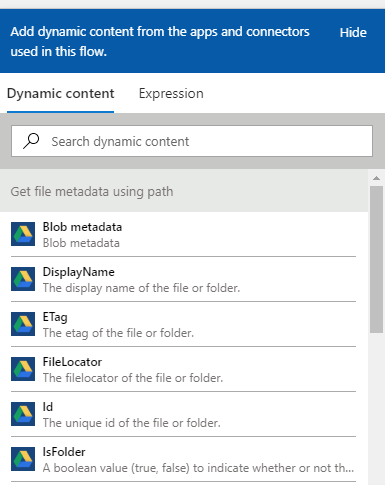 Add dynamic content from the apps and connectors Hide
used in this flow.
Dynamic content Expression
Search dynamic content
Get file metadata using path
Blob metadata
Blob metadata
DisplayName
The display name of the file or folder.
ETag
The etag of the file or folder.
FileLocator
The filelocator of the file or folder.
Id
The unique id of the file or folder.
IsFolder
A boolean value (true, false) to indicate whether or not th...